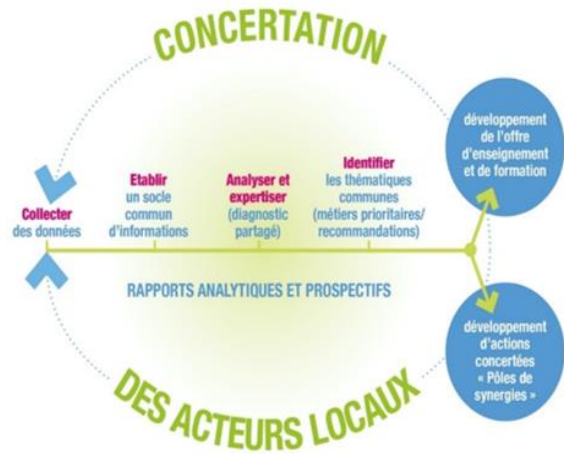 CONCERTATION
développement
de l'offre
d'enseignement
et de formation
Collecter
des données
Etablir
un socle
commun
d'informations
Analyser et
expertiser
(diagnostic
partagé)
Identifier
les thématiques
communes
(métiers prioritaires/
recommandations)
RAPPORTS ANALYTIQUES ET PROSPECTIFS
développement
d'actions
concertées
« Pôles de
synergies »
DES ACTEURS LOCAUX